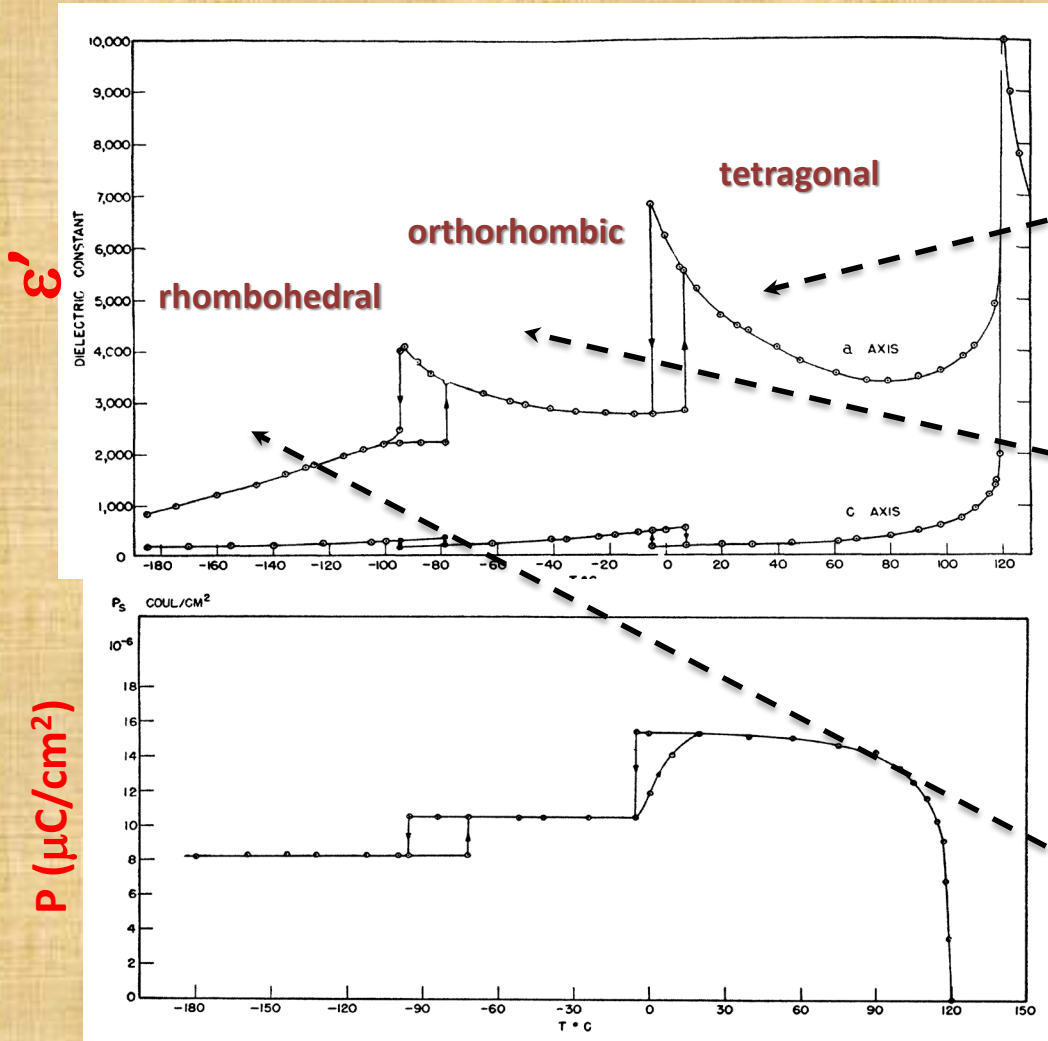 10,000
9,000
8,000
7,000
6,000
5,000
4,000
3,000
2,000
1,000
0
DIELECTRIC CONSTANT
ε′
tetragonal
orthorhombic
rhombohedral
a AXIS
C AXIS
-180 -160 -140 -120 -100 -80 -60 -40 -20 0 20 40 60 80 100 120
T °C
Ps COUL/CM²
10⁻⁶
18
16
14
12
10
8
6
4
2
0
P (μC/cm²)
-180 -150 -120 -90 -60 -30 0 30 60 90 120 150
T °C